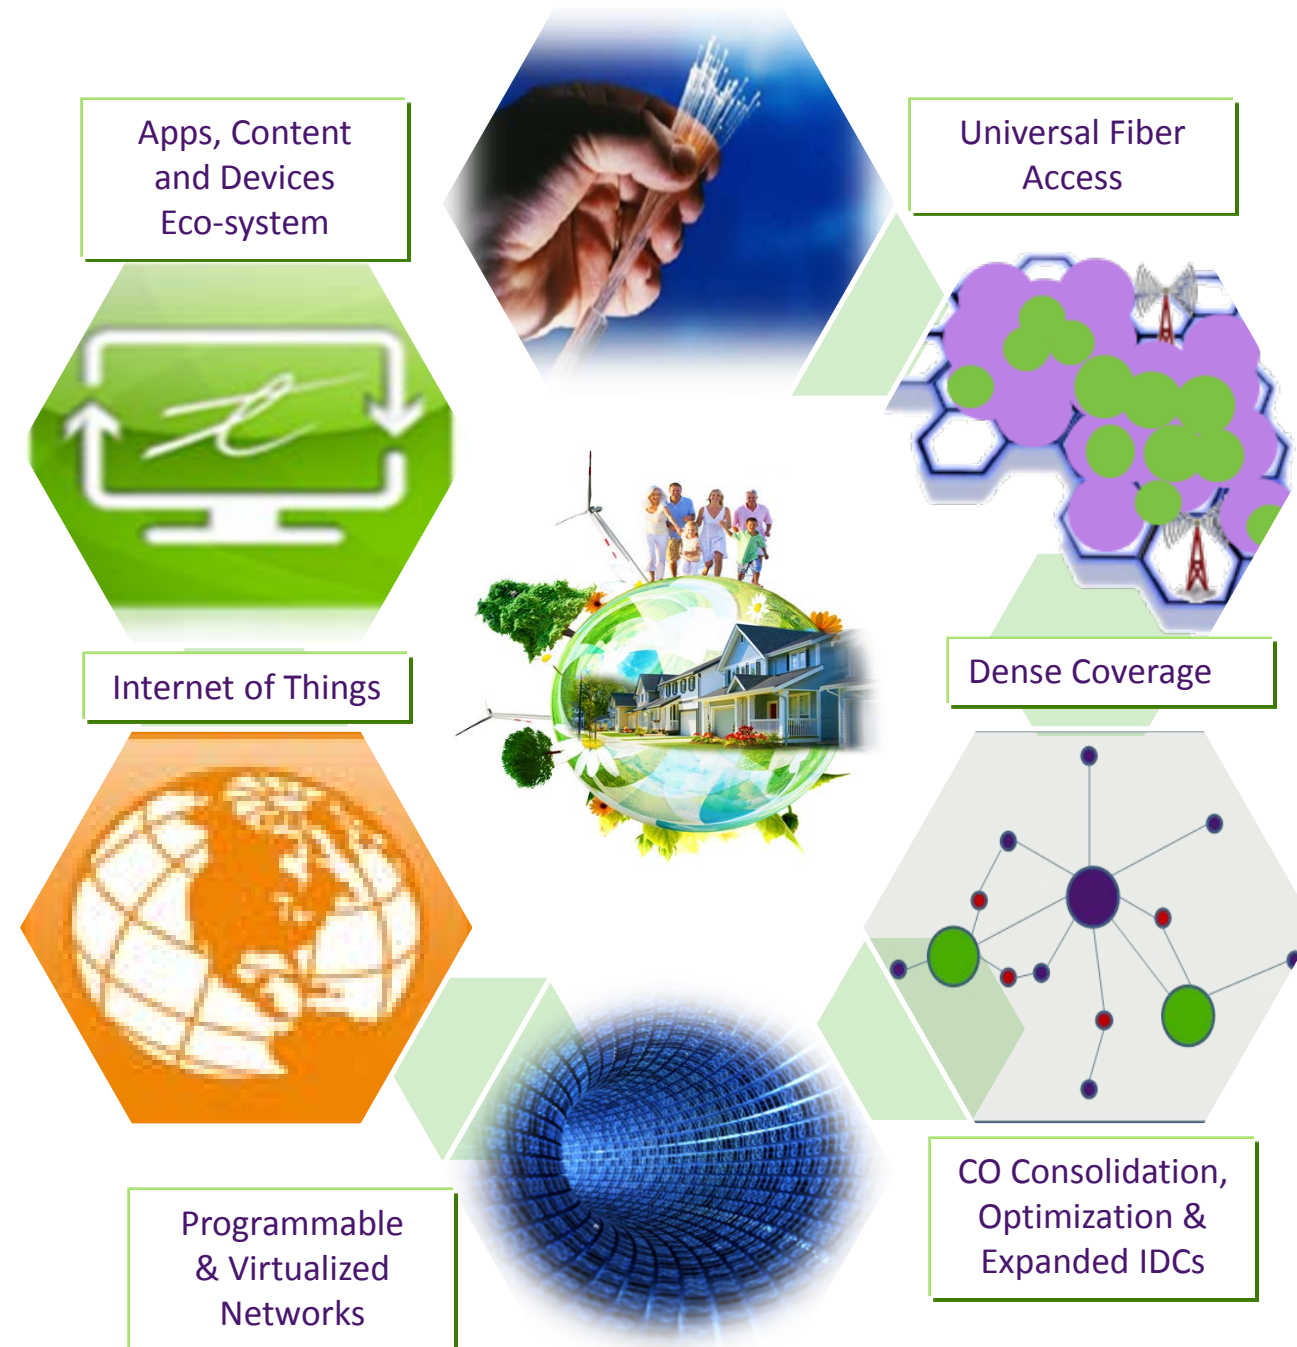 Apps, Content
and Devices
Eco-system
Universal Fiber
Access
Internet of Things
Dense Coverage
CO Consolidation,
Optimization &
Expanded IDCs
Programmable
& Virtualized
Networks